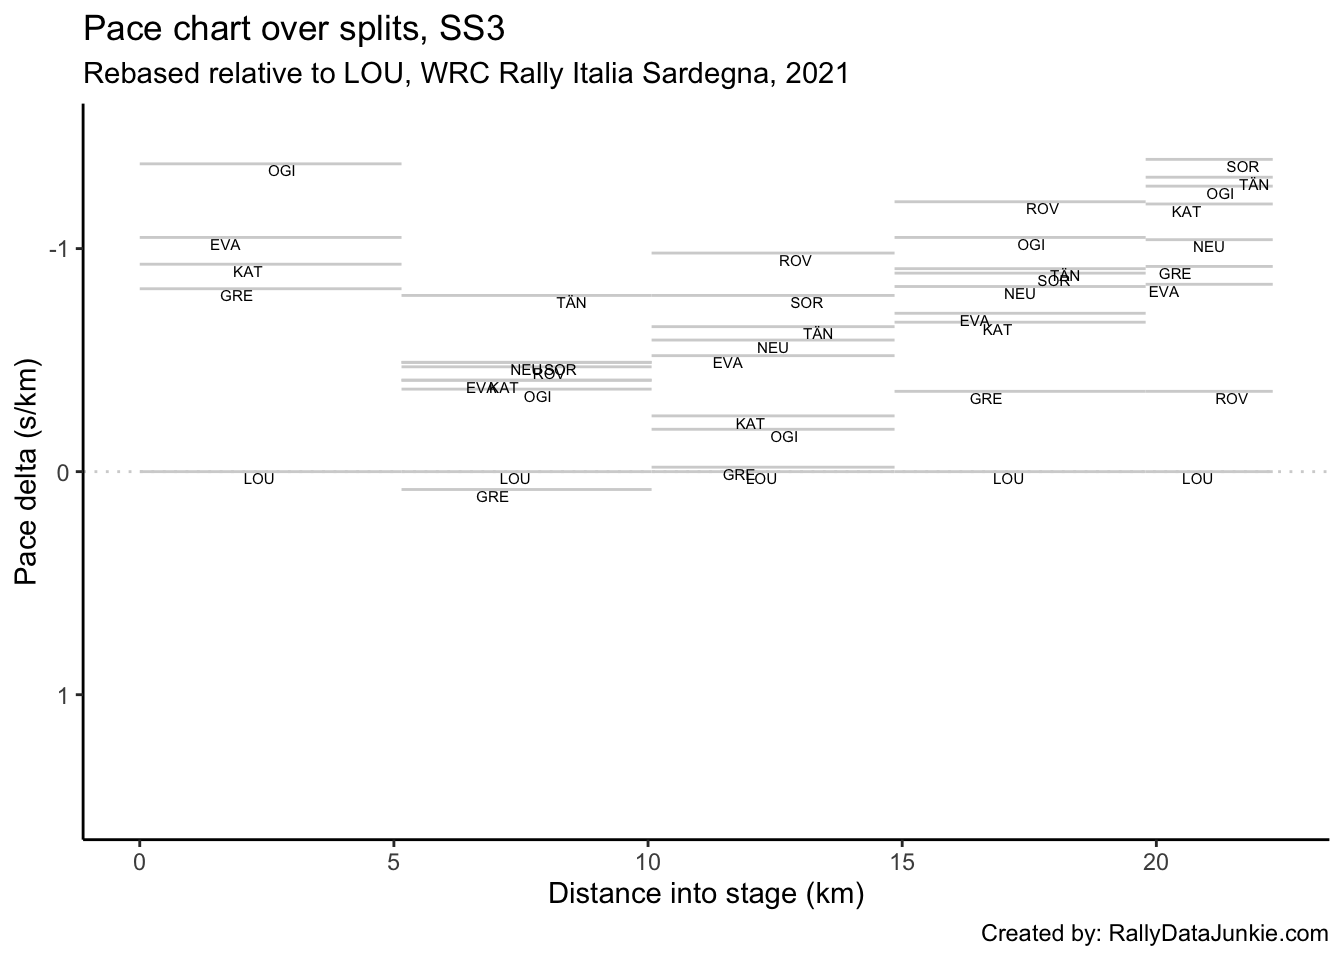 Pace chart over splits, SS3
Rebased relative to LOU, WRC Rally Italia Sardegna, 2021
Pace delta (s/km)
-1
0
1
OGI
EVA
KAT
GRE
LOU
TÄN
NEU
SOR
ROV
EVA
KAT
OGI
LOU
GRE
ROV
SOR
TÄN
NEU
EVA
KAT
OGI
GRE
LOU
ROV
OGI
TÄN
SOR
NEU
EVA
KAT
GRE
LOU
SOR
TÄN
OGI
KAT
NEU
GRE
EVA
ROV
LOU
0
5
10
15
20
Distance into stage (km)
Created by: RallyDataJunkie.com